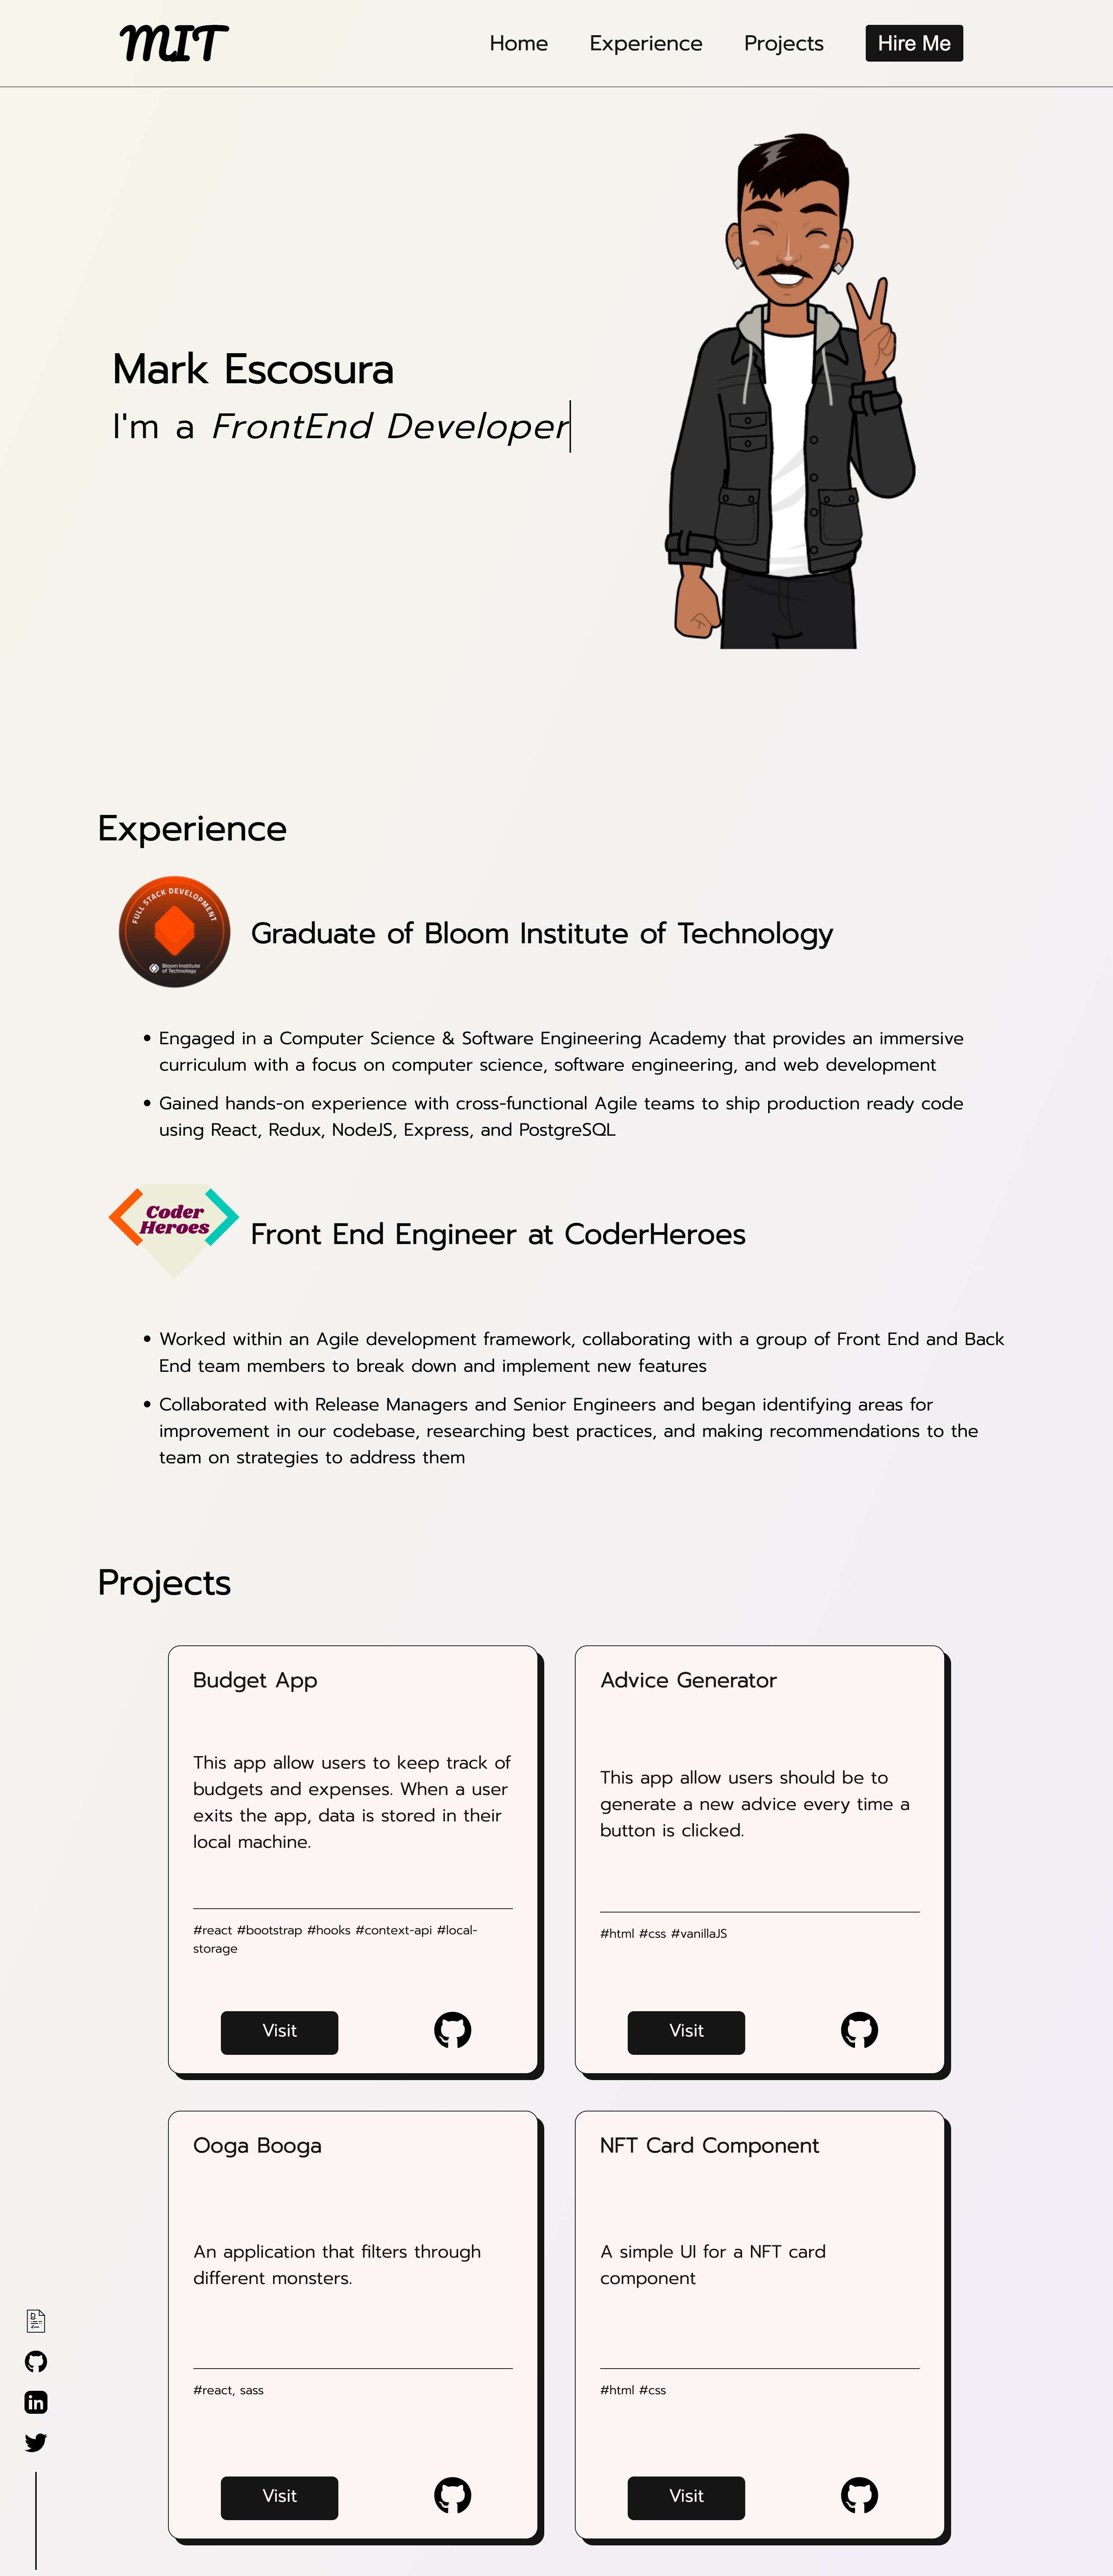 MIT
Home Experience Projects Hire Me
Mark Escosura
I'm a FrontEnd Developer
Experience
FULL STACK DEVELOPMENT
Bloom Institute
of Technology
Graduate of Bloom Institute of Technology
Engaged in a Computer Science & Software Engineering Academy that provides an immersive
curriculum with a focus on computer science, software engineering, and web development
Gained hands-on experience with cross-functional Agile teams to ship production ready code
using React, Redux, NodeJS, Express, and PostgreSQL
Coder
Heroes
Front End Engineer at CoderHeroes
Worked within an Agile development framework, collaborating with a group of Front End and Back
End team members to break down and implement new features
Collaborated with Release Managers and Senior Engineers and began identifying areas for
improvement in our codebase, researching best practices, and making recommendations to the
team on strategies to address them
Projects
Budget App
This app allow users to keep track of
budgets and expenses. When a user
exits the app, data is stored in their
local machine.
#react #bootstrap #hooks #context-api #local-
storage
Visit
Advice Generator
This app allow users should be to
generate a new advice every time a
button is clicked.
#html #css #vanillaJS
Visit
Ooga Booga
An application that filters through
different monsters.
#react, sass
Visit
NFT Card Component
A simple UI for a NFT card
component
#html #css
Visit
in